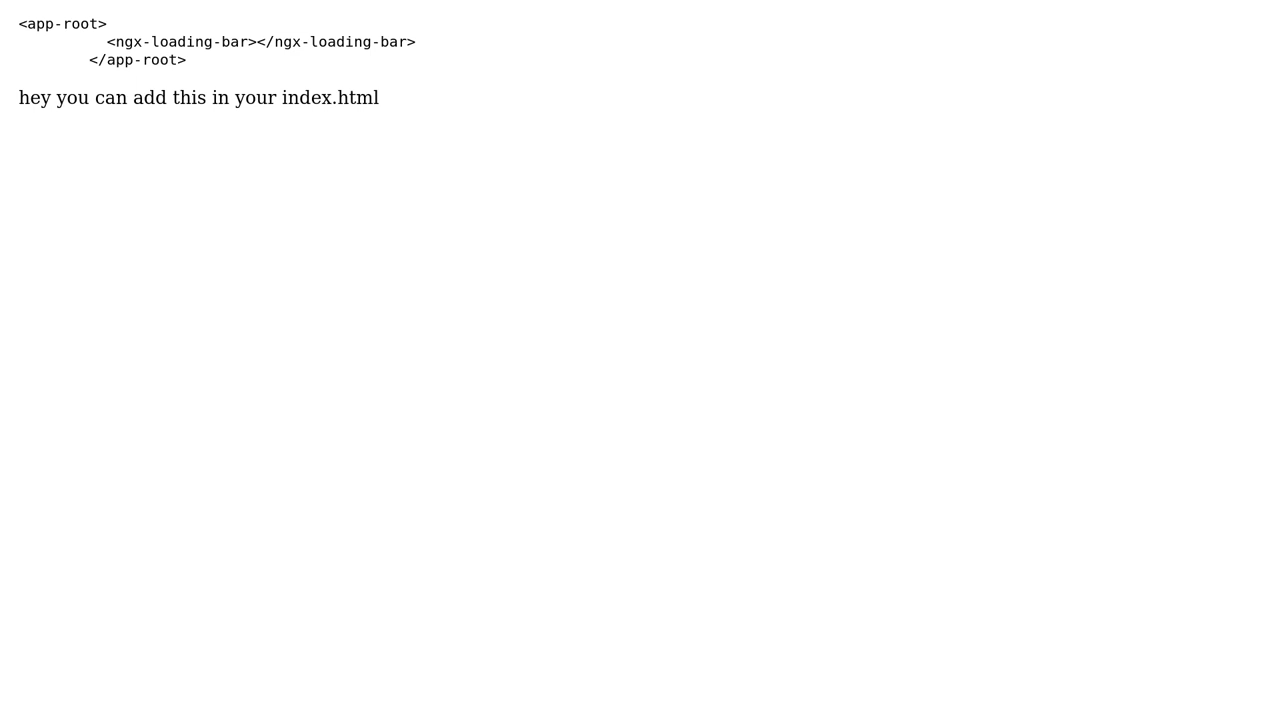 <app-root>
          <ngx-loading-bar></ngx-loading-bar>
        </app-root>
hey you can add this in your index.html